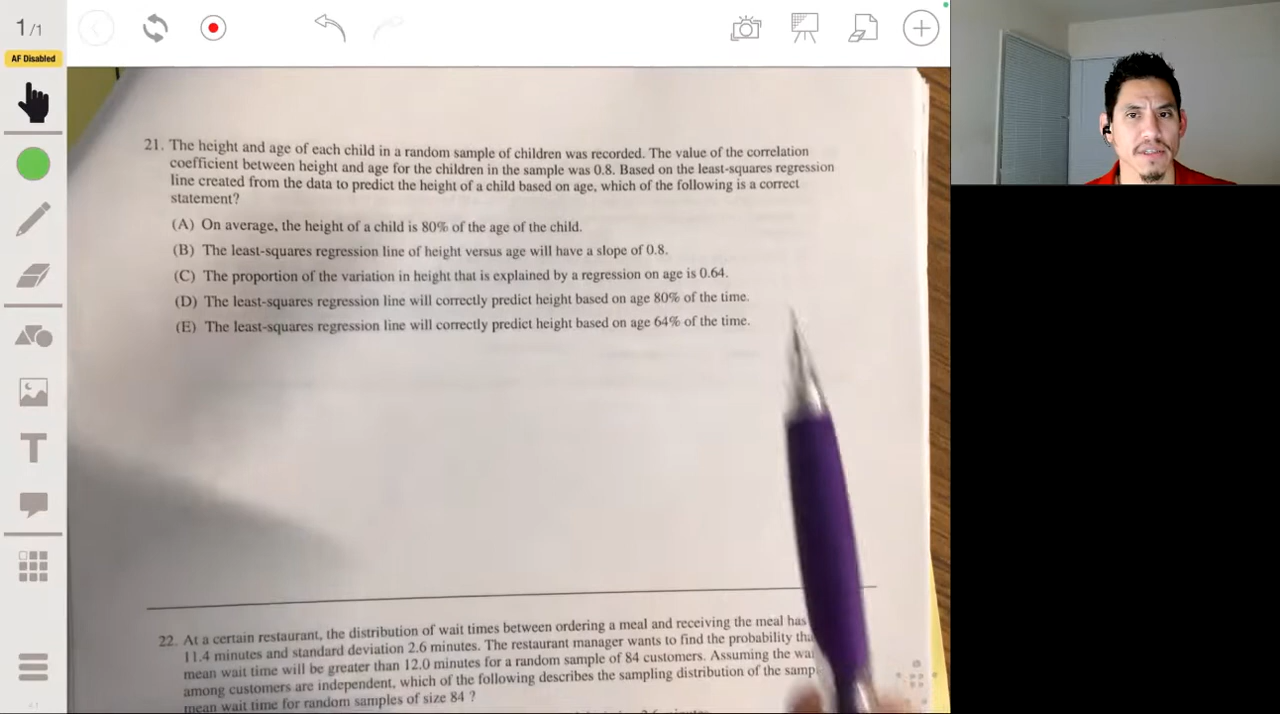 1/1
AF Disabled
21. The height and age of each child in a random sample of children was recorded. The value of the correlation
coefficient between height and age for the children in the sample was 0.8. Based on the least-squares regression
line created from the data to predict the height of a child based on age, which of the following is a correct
statement?
(A) On average, the height of a child is 80% of the age of the child.
(B) The least-squares regression line of height versus age will have a slope of 0.8.
(C) The proportion of the variation in height that is explained by a regression on age is 0.64.
(D) The least-squares regression line will correctly predict height based on age 80% of the time.
(E) The least-squares regression line will correctly predict height based on age 64% of the time.
22. At a certain restaurant, the distribution of wait times between ordering a meal and receiving the meal has
11.4 minutes and standard deviation 2.6 minutes. The restaurant manager wants to find the probability tha
mean wait time will be greater than 12.0 minutes for a random sample of 84 customers. Assuming the wai
among customers are independent, which of the following describes the sampling distribution of the samp
mean wait time for random samples of size 84 ?
T